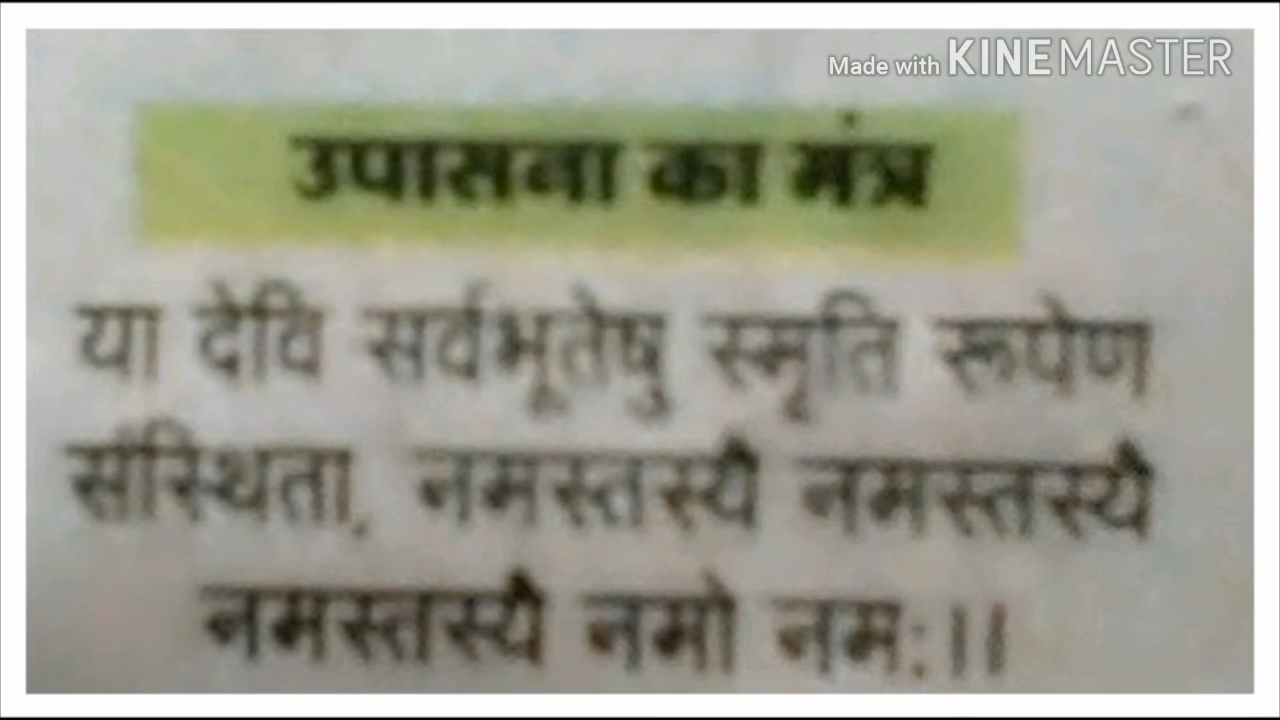 Made with KINEMASTER
उपासना का मंत्र
या देवि सर्वभूतेषु स्मृति रूपेण
संस्थिता, नमस्तस्यै नमस्तस्यै
नमस्तस्यै नमो नम:।।